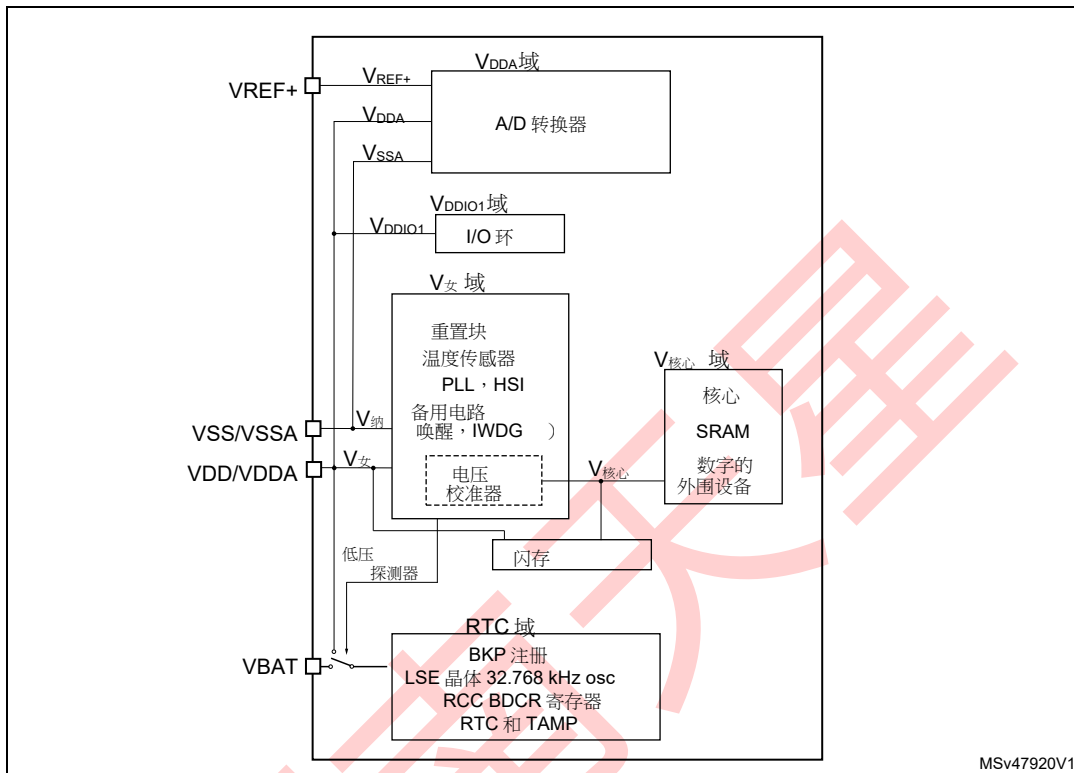 VDDA域
VREF+
VREF+
VDDA
A/D 转换器
VSSA
VDDIO1域
VDDIO1
I/O 环
V女 域
重置块
温度传感器
PLL，HSI
备用电路
唤醒，IWDG ）
电压
校准器
V核心 域
核心
SRAM
数字的
外围设备
VSS/VSSA
V纳
VDD/VDDA
V女
V核心
闪存
低压
探测器
RTC 域
VBAT
BKP 注册
LSE 晶体 32.768 kHz osc
RCC BDCR 寄存器
RTC 和 TAMP
MSv47920V1
商天星